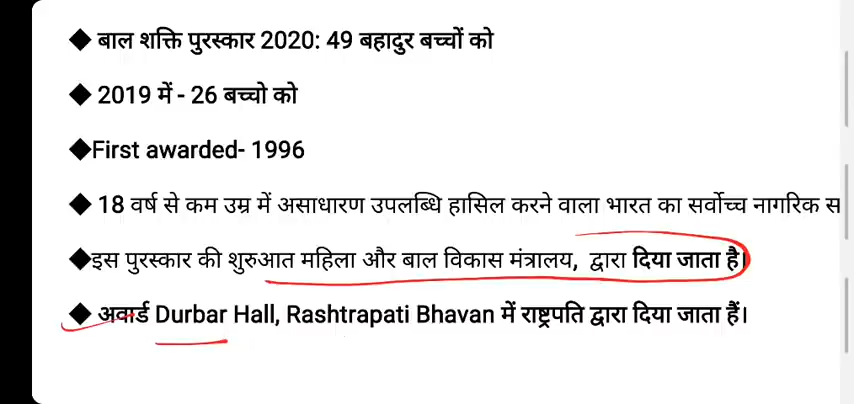 ◆ बाल शक्ति पुरस्कार 2020: 49 बहादुर बच्चों को
◆ 2019 में - 26 बच्चो को
◆First awarded- 1996
◆ 18 वर्ष से कम उम्र में असाधारण उपलब्धि हासिल करने वाला भारत का सर्वोच्च नागरिक स
◆इस पुरस्कार की शुरुआत महिला और बाल विकास मंत्रालय, द्वारा दिया जाता है।
◆ अवार्ड Durbar Hall, Rashtrapati Bhavan में राष्ट्रपति द्वारा दिया जाता हैं।